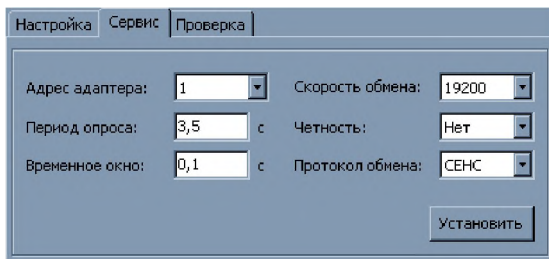 Настройка Сервис Проверка
Адрес адаптера: 1 Скорость обмена: 19200
Период опроса: 3,5 с Четность: Нет
Временное окно: 0,1 с Протокол обмена: СЕНС
Установить